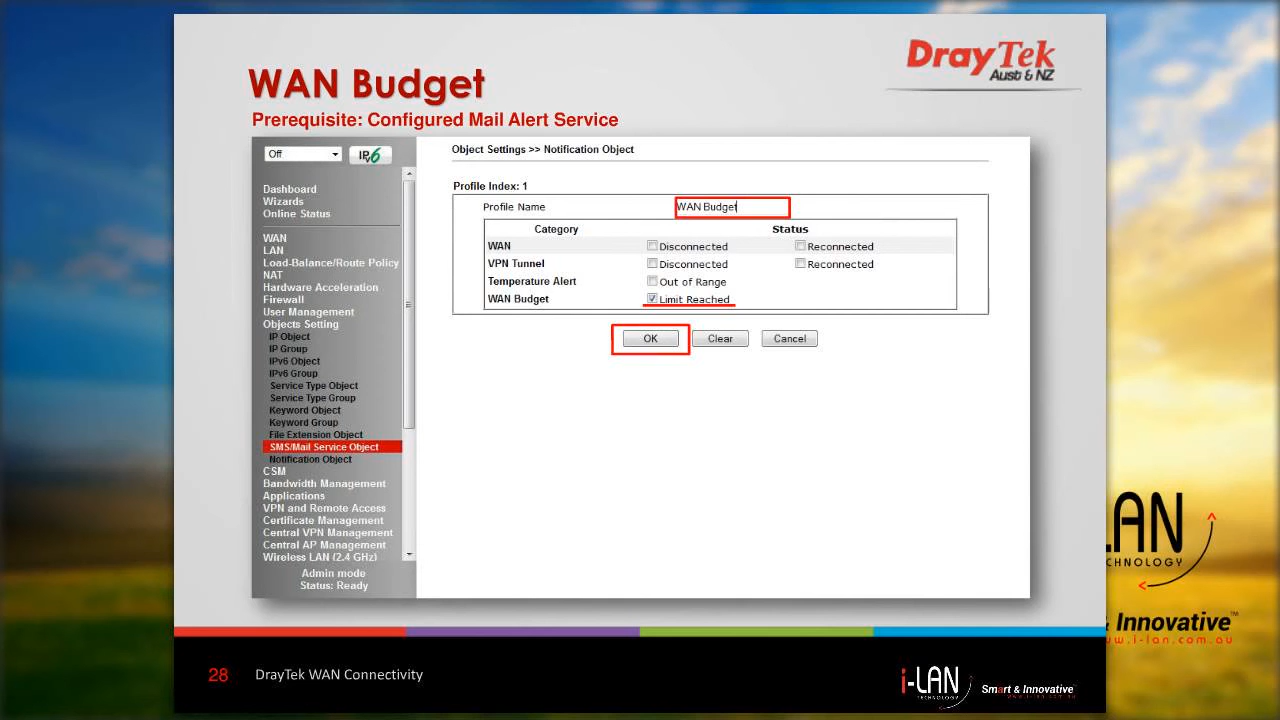 WAN Budget
DrayTek
Aust & NZ
Prerequisite: Configured Mail Alert Service
Off
IPv6
Dashboard
Wizards
Online Status
WAN
LAN
Load-Balance/Route Policy
NAT
Hardware Acceleration
Firewall
User Management
Objects Setting
IP Object
IP Group
IPv6 Object
IPv6 Group
Service Type Object
Service Type Group
Keyword Object
Keyword Group
File Extension Object
SMS/Mail Service Object
Notification Object
CSM
Bandwidth Management
Applications
VPN and Remote Access
Certificate Management
Central VPN Management
Central AP Management
Wireless LAN (2.4 GHz)
Admin mode
Status: Ready
Object Settings >> Notification Object
Profile Index: 1
Profile Name WAN Budget
Category Status
WAN Disconnected Reconnected
VPN Tunnel Disconnected Reconnected
Temperature Alert Out of Range
WAN Budget Limit Reached
OK Clear Cancel
28 DrayTek WAN Connectivity
i-LAN
TECHNOLOGY
Smart & Innovative
LAN
CHNOLOGY
& Innovative™
w.i-lan.com.au